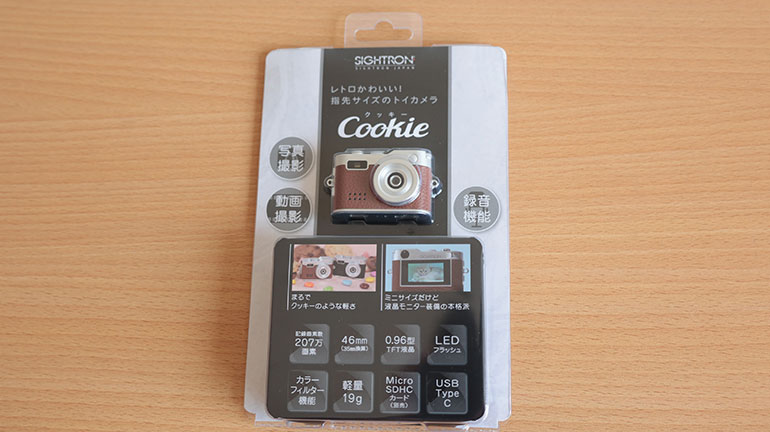 SIGHTRON
SIGHTRON JAPAN
レトロかわいい!
指先サイズのトイカメラ
クッキー
Cookie
写真
撮影
動画
撮影
録音
機能
まるで
クッキーのような軽さ
ミニサイズだけど
液晶モニター装備の本格派
記録画素数
207万
画素
46mm
(35mm換算)
0.96型
TFT液晶
LED
フラッシュ
カラー
フィルター
機能
軽量
19g
Micro
SDHC
カード
(別売)
USB
Type
C